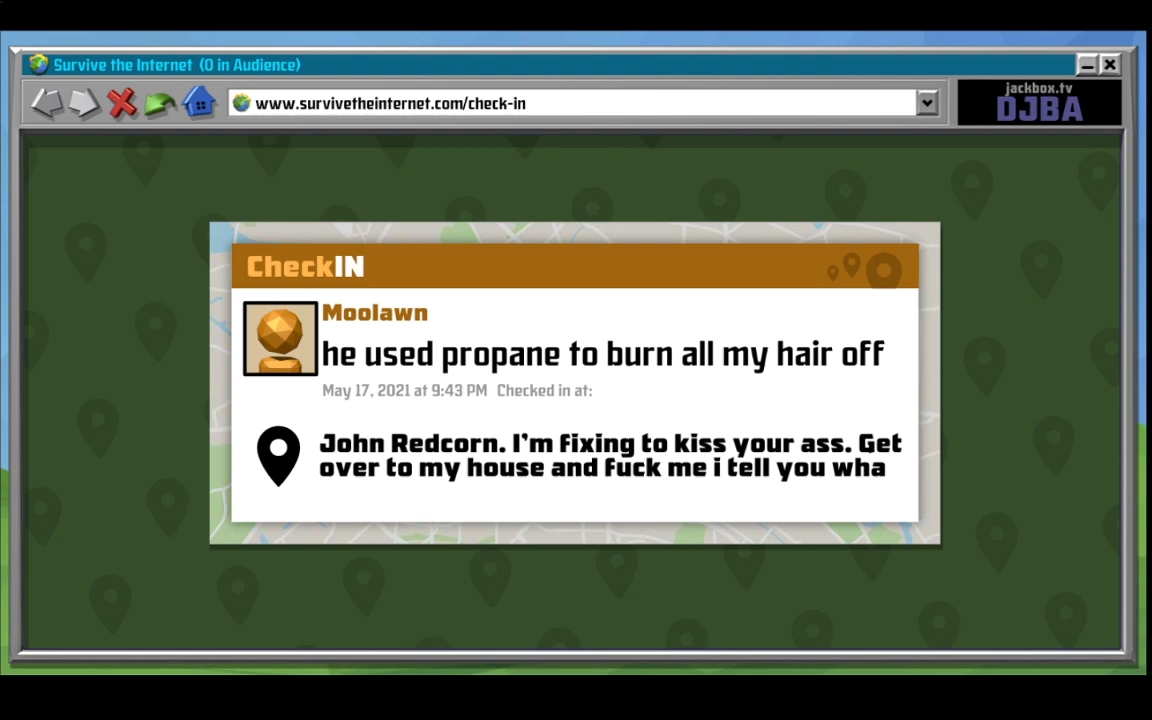 Survive the Internet (0 in Audience)
www.survivetheinternet.com/check-in
jackbox.tv
DJBA
CheckIN
Moolawn
he used propane to burn all my hair off
May 17, 2021 at 9:43 PM Checked in at:
John Redcorn. I'm fixing to kiss your ass. Get
over to my house and fuck me i tell you wha